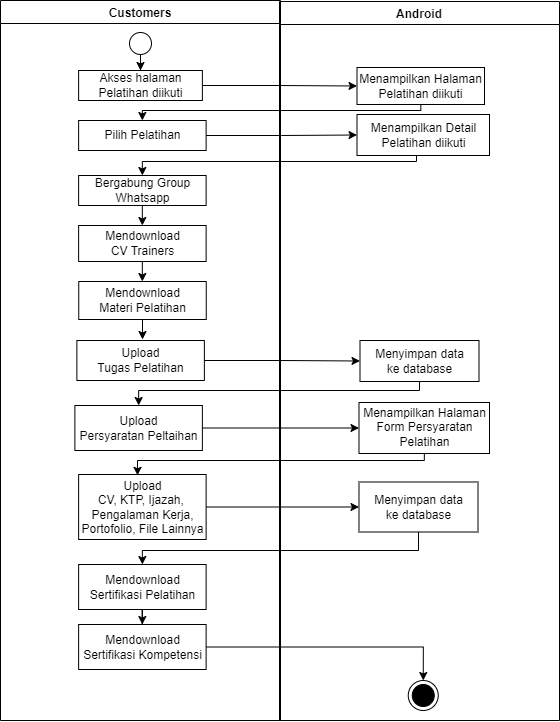 Customers
Android
Akses halaman
Pelatihan diikuti
Menampilkan Halaman
Pelatihan diikuti
Pilih Pelatihan
Menampilkan Detail
Pelatihan diikuti
Bergabung Group
Whatsapp
Mendownload
CV Trainers
Mendownload
Materi Pelatihan
Upload
Tugas Pelatihan
Menyimpan data
ke database
Upload
Persyaratan Peltaihan
Menampilkan Halaman
Form Persyaratan
Pelatihan
Upload
CV, KTP, Ijazah,
Pengalaman Kerja,
Portofolio, File Lainnya
Menyimpan data
ke database
Mendownload
Sertifikasi Pelatihan
Mendownload
Sertifikasi Kompetensi